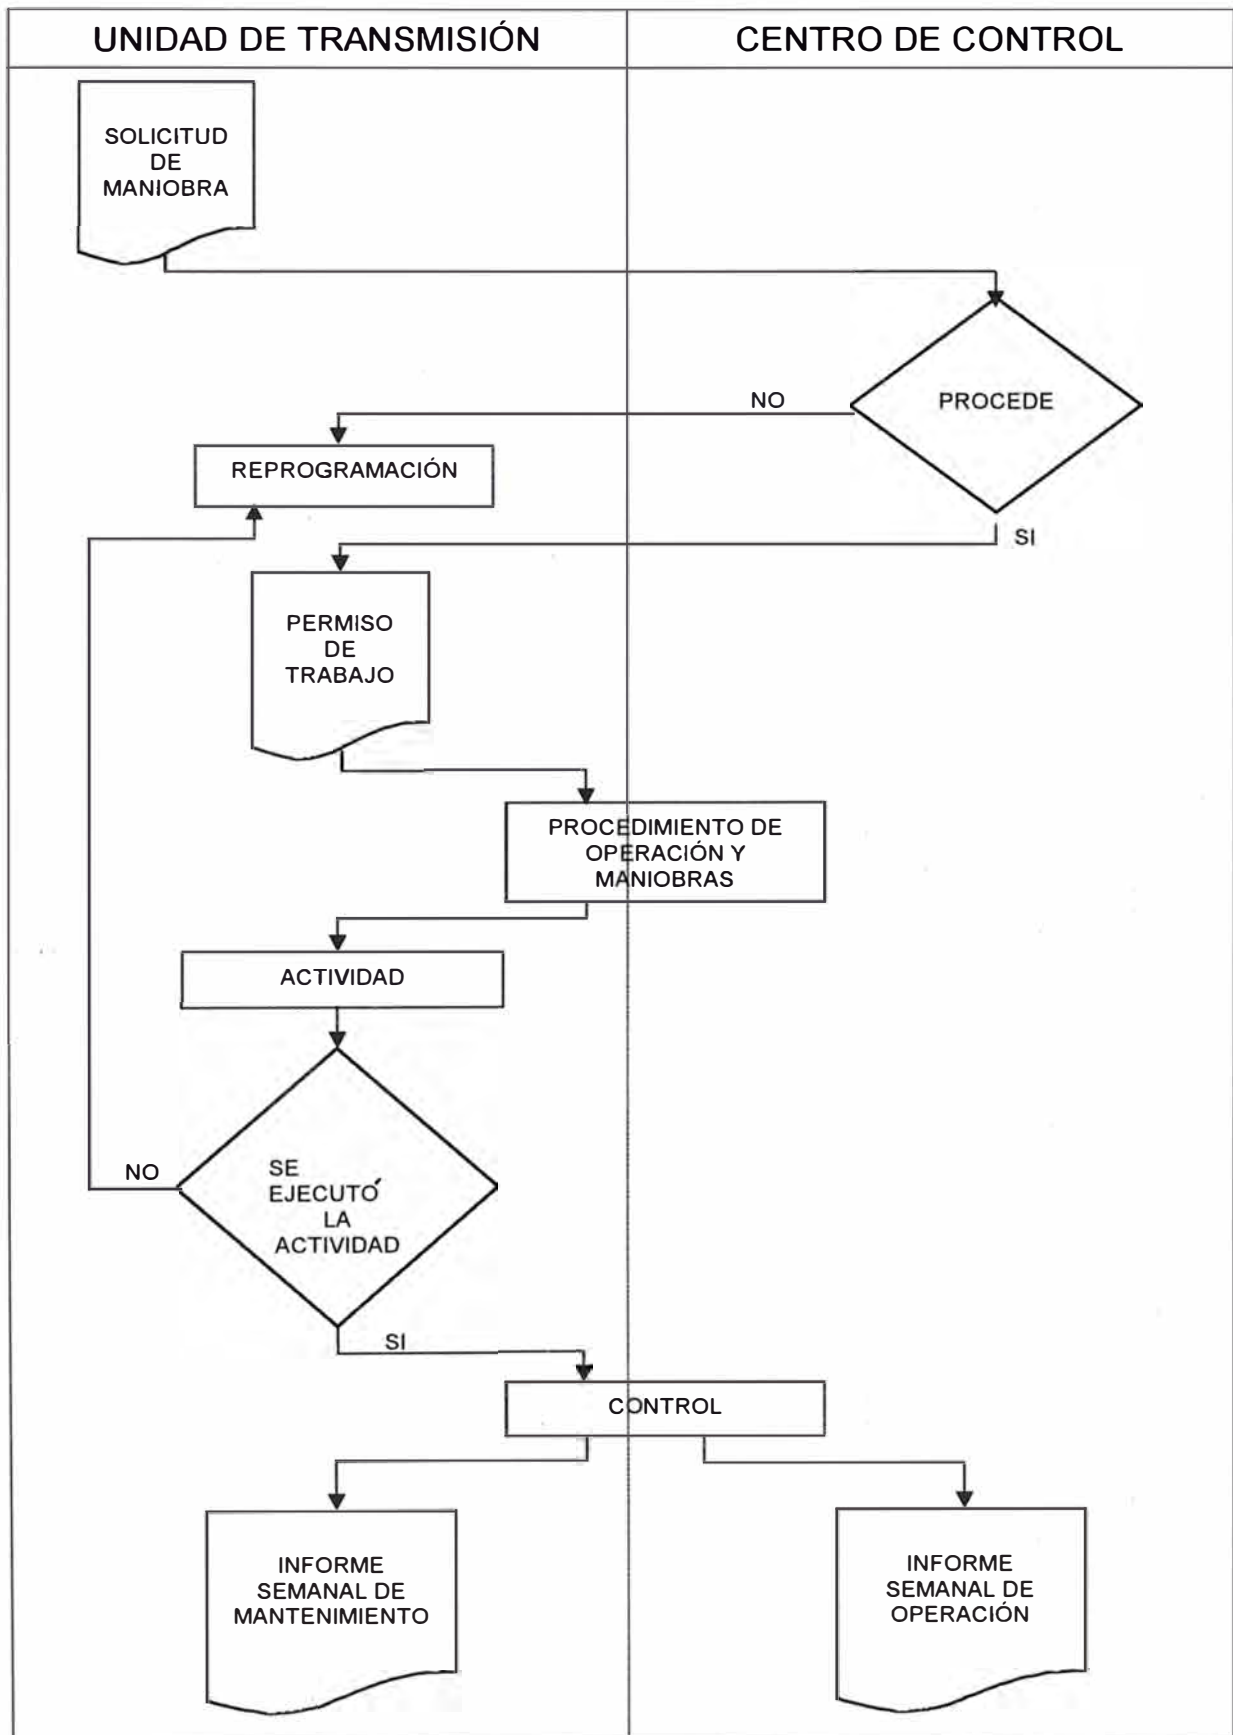 UNIDAD DE TRANSMISIÓN
CENTRO DE CONTROL
SOLICITUD
DE
MANIOBRA
PROCEDE
NO
REPROGRAMACIÓN
SI
PERMISO
DE
TRABAJO
PROCEDIMIENTO DE
OPERACIÓN Y
MANIOBRAS
ACTIVIDAD
NO
SE
EJECUTÓ
LA
ACTIVIDAD
SI
CONTROL
INFORME
SEMANAL DE
MANTENIMIENTO
INFORME
SEMANAL DE
OPERACIÓN